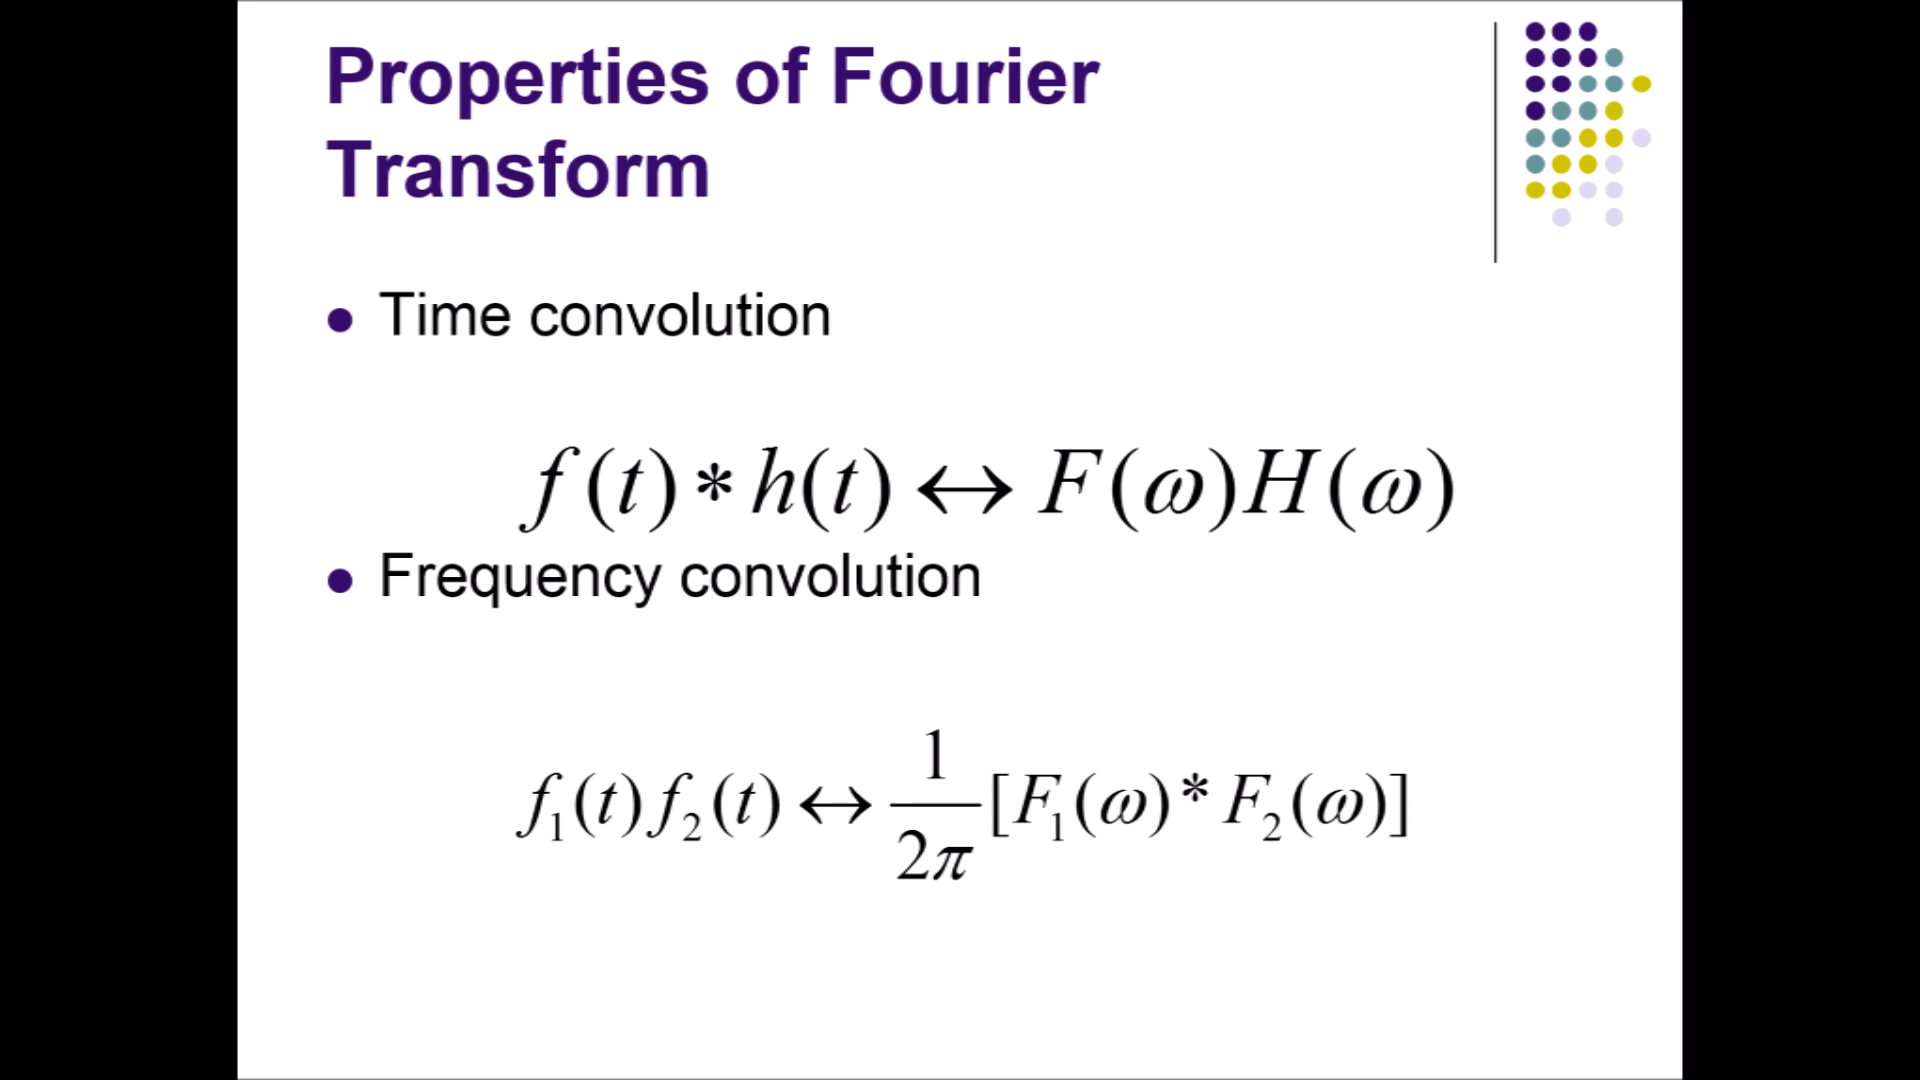 Properties of Fourier
Transform
● Time convolution
f(t) * h(t) ↔ F(ω)H(ω)
● Frequency convolution
f₁(t) f₂(t) ↔ 1/2π [F₁(ω) * F₂(ω)]